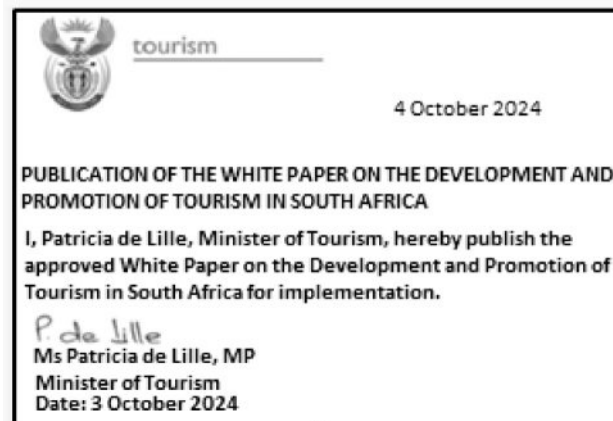 tourism
4 October 2024
PUBLICATION OF THE WHITE PAPER ON THE DEVELOPMENT AND
PROMOTION OF TOURISM IN SOUTH AFRICA
I, Patricia de Lille, Minister of Tourism, hereby publish the
approved White Paper on the Development and Promotion of
Tourism in South Africa for implementation.
P. de Lille
Ms Patricia de Lille, MP
Minister of Tourism
Date: 3 October 2024